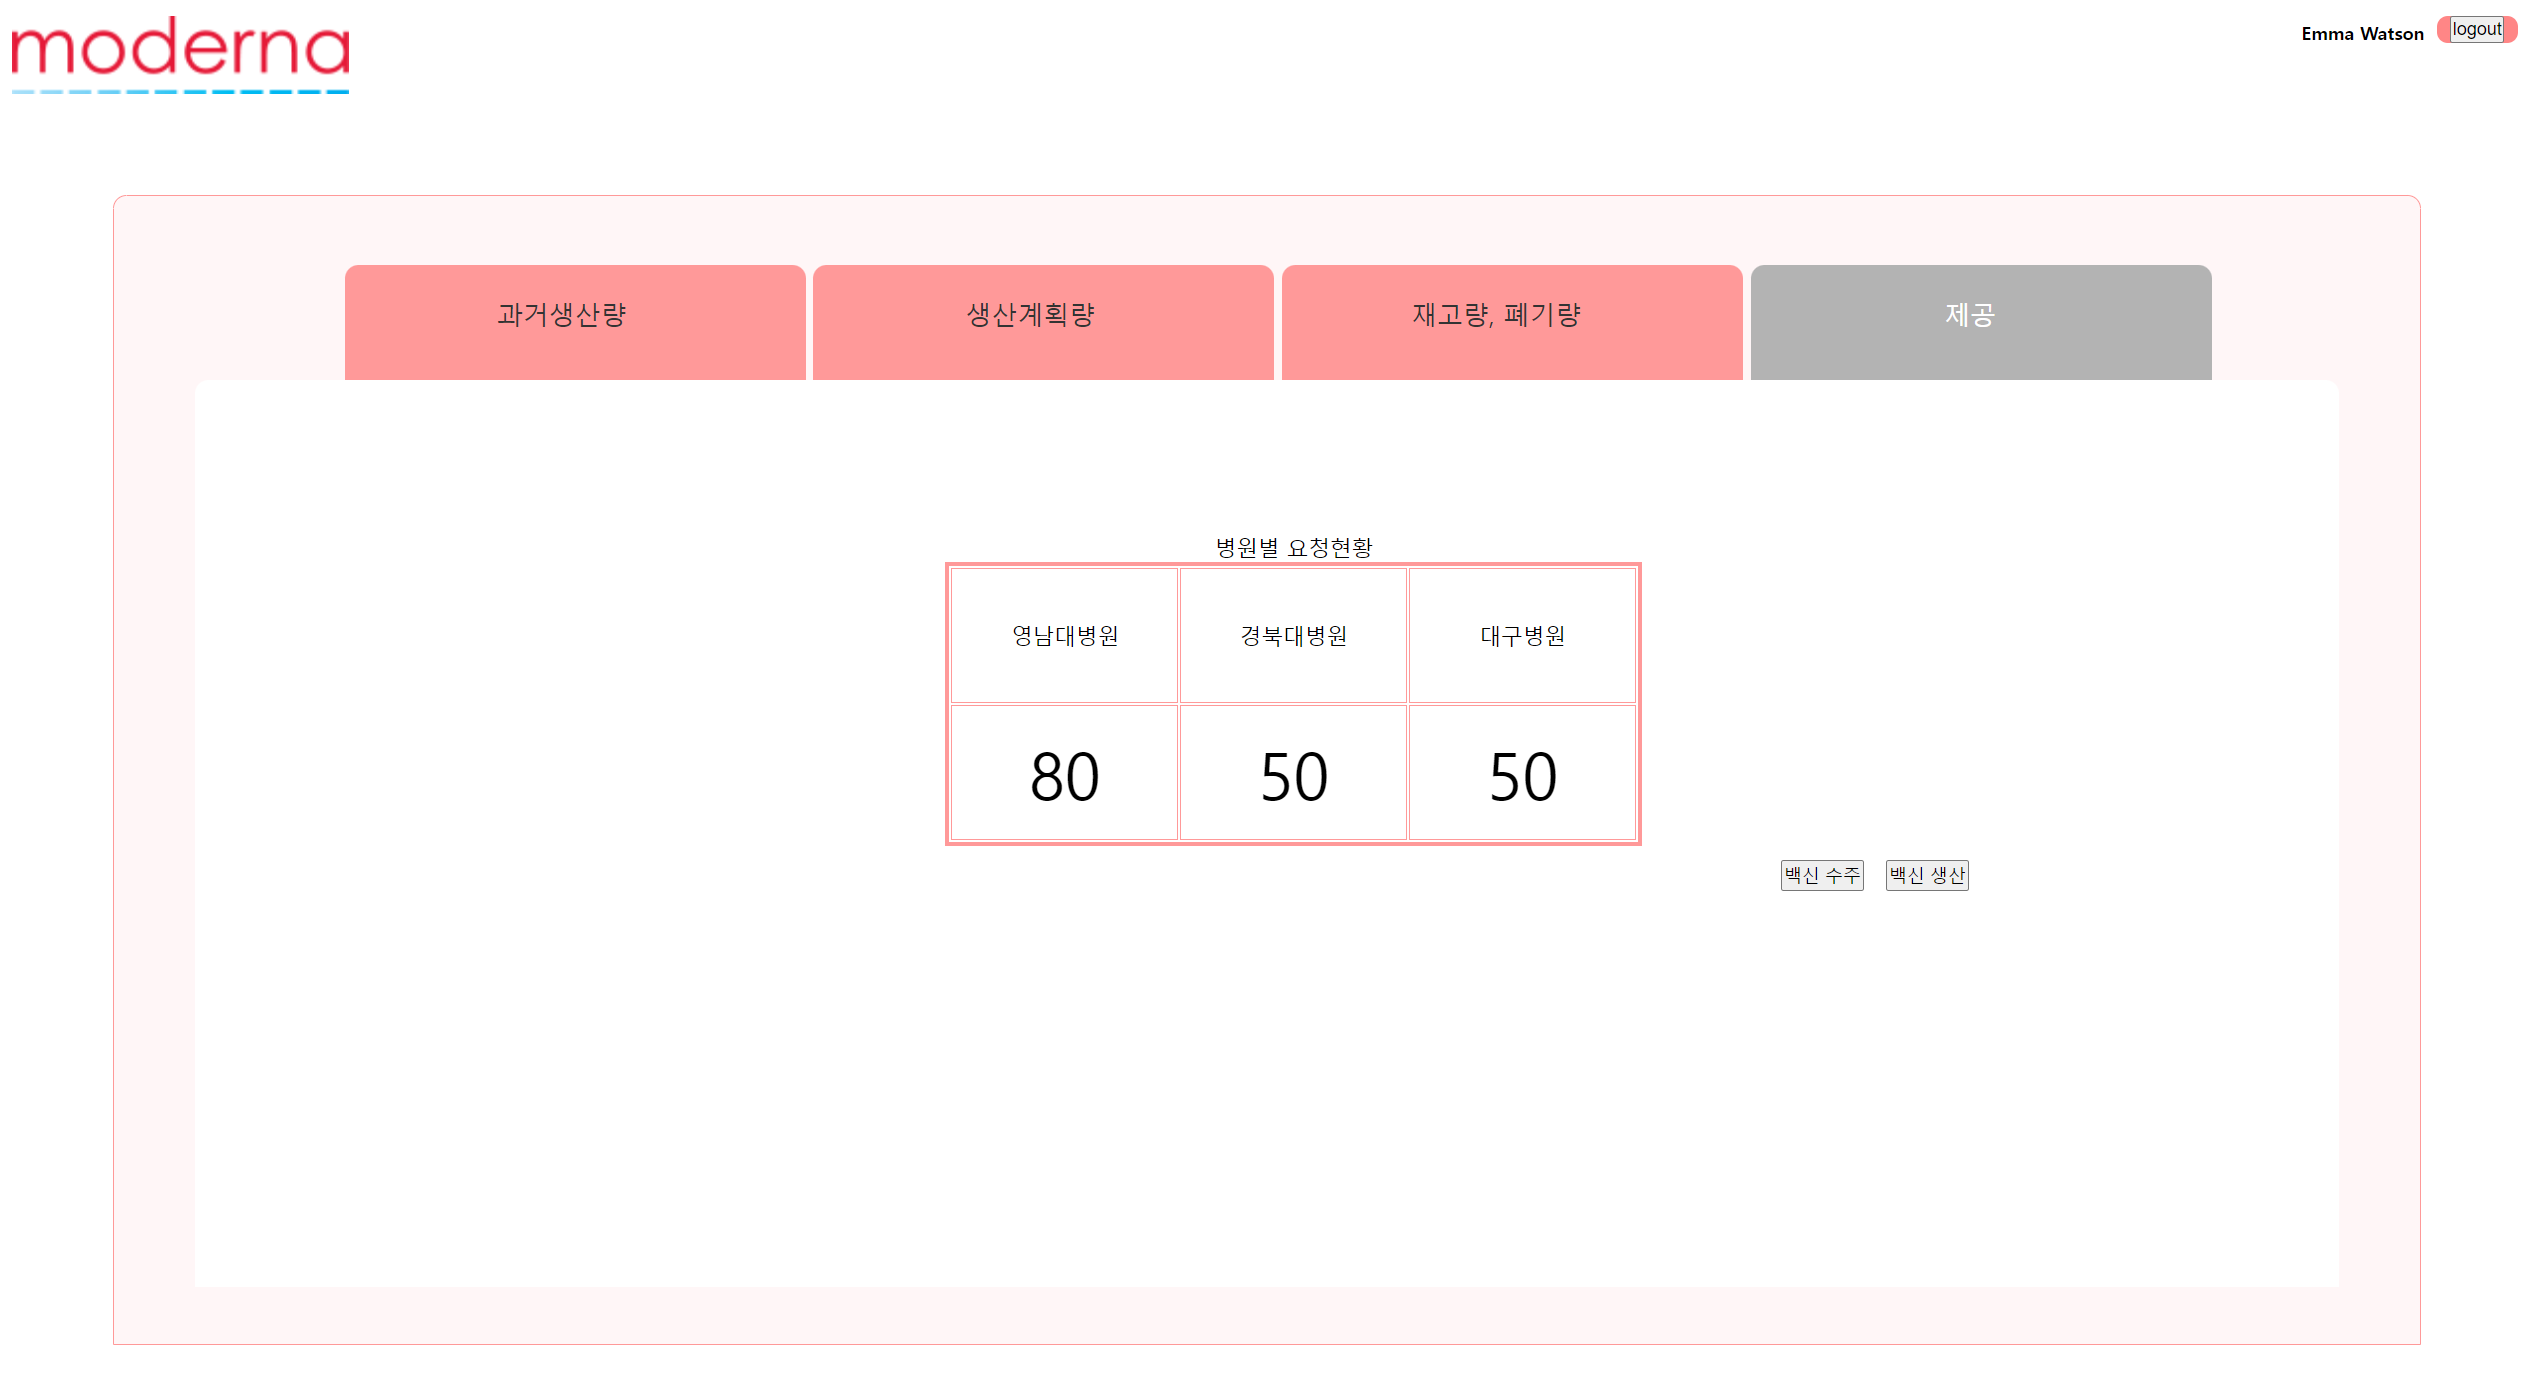 moderna
Emma Watson logout
과거생산량 생산계획량 재고량, 폐기량 제공
병원별 요청현황
영남대병원 경북대병원 대구병원
80 50 50
백신 수주 백신 생산